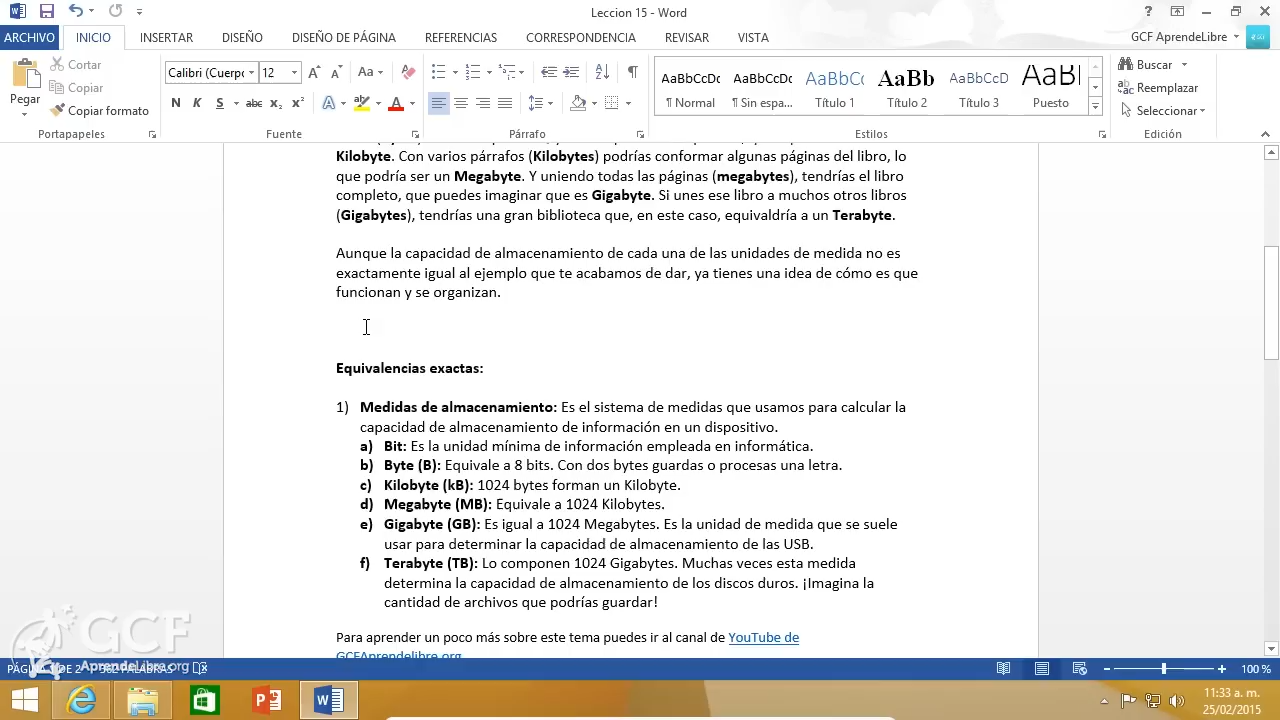 Leccion 15 - Word
ARCHIVO INICIO INSERTAR DISEÑO DISEÑO DE PÁGINA REFERENCIAS CORRESPONDENCIA REVISAR VISTA GCF AprendeLibre
Pegar
Cortar
Copiar
Copiar formato
Portapapeles
Calibri (Cuerpo 12
Fuente
Párrafo
AaBbCcDc AaBbCcDc AaBbCc AaBb AaBbCcD AaBl
¶ Normal ¶ Sin espa... Título 1 Título 2 Título 3 Puesto
Estilos
Buscar
Reemplazar
Seleccionar
Edición
Kilobyte. Con varios párrafos (Kilobytes) podrías conformar algunas páginas del libro, lo
que podría ser un Megabyte. Y uniendo todas las páginas (megabytes), tendrías el libro
completo, que puedes imaginar que es Gigabyte. Si unes ese libro a muchos otros libros
(Gigabytes), tendrías una gran biblioteca que, en este caso, equivaldría a un Terabyte.
Aunque la capacidad de almacenamiento de cada una de las unidades de medida no es
exactamente igual al ejemplo que te acabamos de dar, ya tienes una idea de cómo es que
funcionan y se organizan.
Equivalencias exactas:
1) Medidas de almacenamiento: Es el sistema de medidas que usamos para calcular la
capacidad de almacenamiento de información en un dispositivo.
a) Bit: Es la unidad mínima de información empleada en informática.
b) Byte (B): Equivale a 8 bits. Con dos bytes guardas o procesas una letra.
c) Kilobyte (kB): 1024 bytes forman un Kilobyte.
d) Megabyte (MB): Equivale a 1024 Kilobytes.
e) Gigabyte (GB): Es igual a 1024 Megabytes. Es la unidad de medida que se suele
usar para determinar la capacidad de almacenamiento de las USB.
f) Terabyte (TB): Lo componen 1024 Gigabytes. Muchas veces esta medida
determina la capacidad de almacenamiento de los discos duros. ¡Imagina la
cantidad de archivos que podrías guardar!
Para aprender un poco más sobre este tema puedes ir al canal de YouTube de
GCFAprendelibre.org
GCF
AprendeLibre.org
DE 2 PALABRAS
100 %
11:33 a. m.
25/02/2015